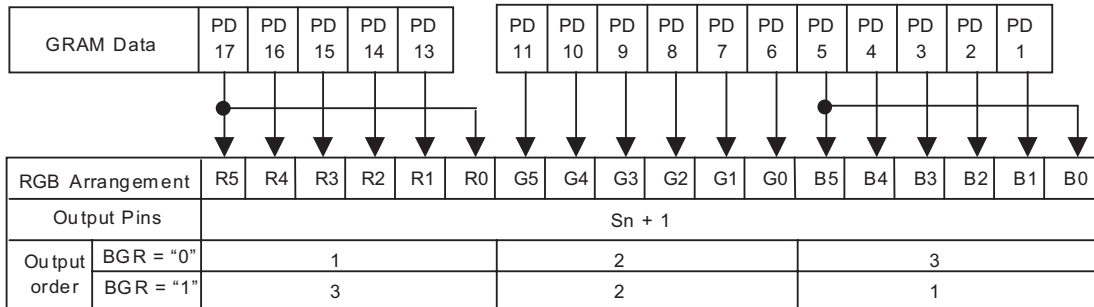 GRAM Data PD 17 PD 16 PD 15 PD 14 PD 13 PD 11 PD 10 PD 9 PD 8 PD 7 PD 6 PD 5 PD 4 PD 3 PD 2 PD 1
RGB Arrangement R5 R4 R3 R2 R1 R0 G5 G4 G3 G2 G1 G0 B5 B4 B3 B2 B1 B0
Output Pins Sn + 1
Output order BGR = “0” 1 2 3
BGR = “1” 3 2 1